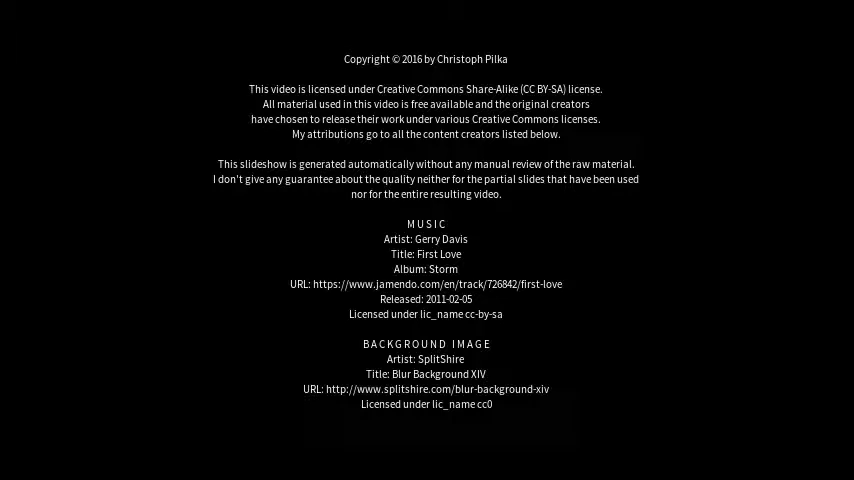 Copyright © 2016 by Christoph Pilka
This video is licensed under Creative Commons Share-Alike (CC BY-SA) license.
All material used in this video is free available and the original creators
have chosen to release their work under various Creative Commons licenses.
My attributions go to all the content creators listed below.
This slideshow is generated automatically without any manual review of the raw material.
I don't give any guarantee about the quality neither for the partial slides that have been used
nor for the entire resulting video.
MUSIC
Artist: Gerry Davis
Title: First Love
Album: Storm
URL: https://www.jamendo.com/en/track/726842/first-love
Released: 2011-02-05
Licensed under lic_name cc-by-sa
BACKGROUND IMAGE
Artist: SplitShire
Title: Blur Background XIV
URL: http://www.splitshire.com/blur-background-xiv
Licensed under lic_name cc0